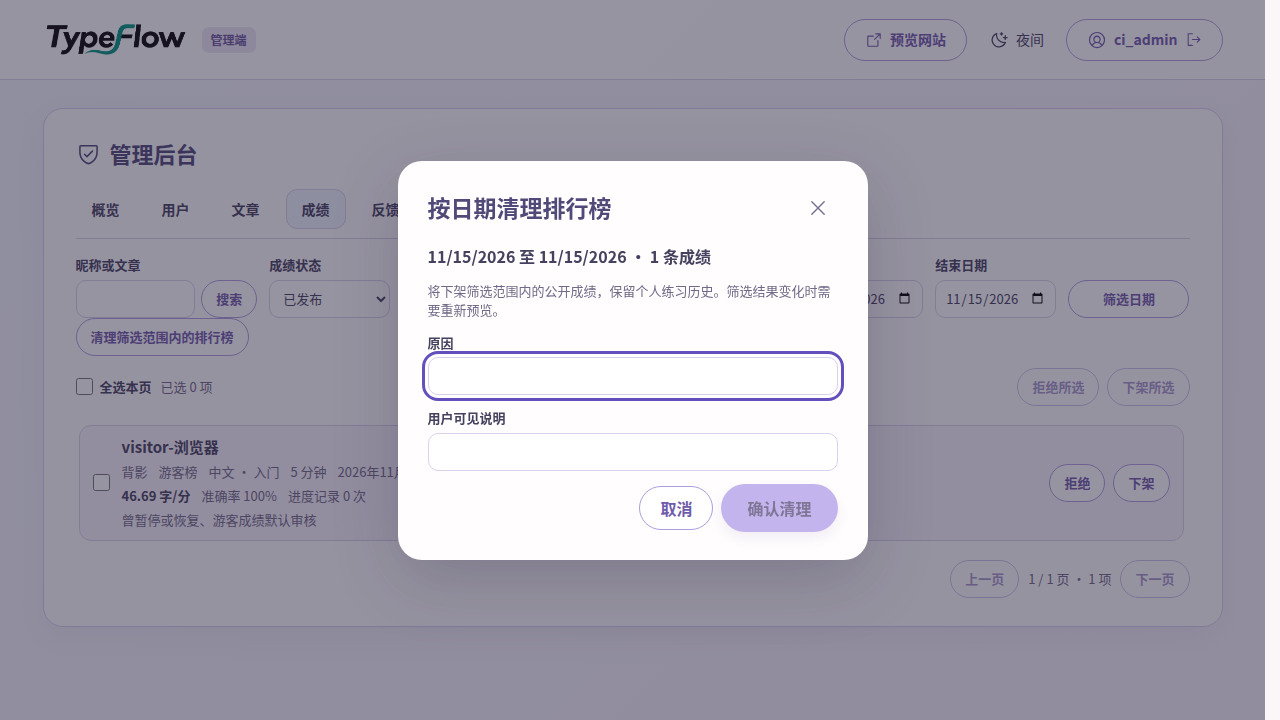 TypeFlow 管理端 预览网站 夜间 ci_admin
管理后台
概览 用户 文章 成绩 反馈
昵称或文章 成绩状态 结束日期
搜索 已发布 11/15/2026 筛选日期
清理筛选范围内的排行榜
全选本页 已选 0 项 拒绝所选 下架所选
visitor-浏览器
背影 游客榜 中文 · 入门 5 分钟 2026年11
46.69 字/分 准确率 100% 进度记录 0 次 拒绝 下架
曾暂停或恢复、游客成绩默认审核
上一页 1 / 1 页 · 1 项 下一页
按日期清理排行榜
11/15/2026 至 11/15/2026 · 1 条成绩
将下架筛选范围内的公开成绩，保留个人练习历史。筛选结果变化时需
要重新预览。
原因
用户可见说明
取消 确认清理